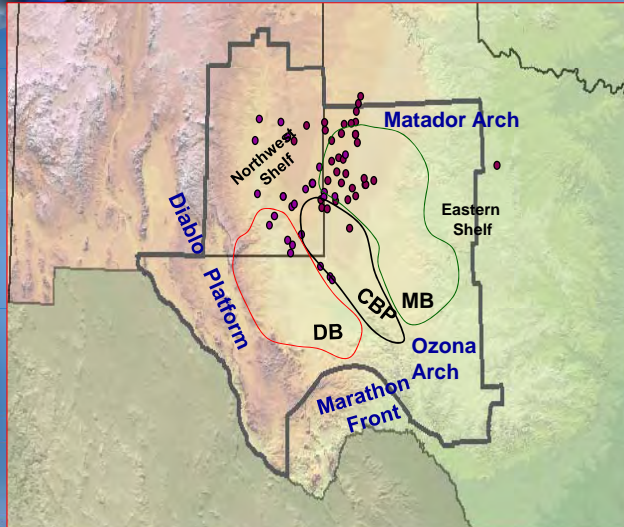 Matador Arch
Northwest
Shelf
Eastern
Shelf
Diablo
Platform
CBP
MB
DB
Ozona
Arch
Marathon
Front